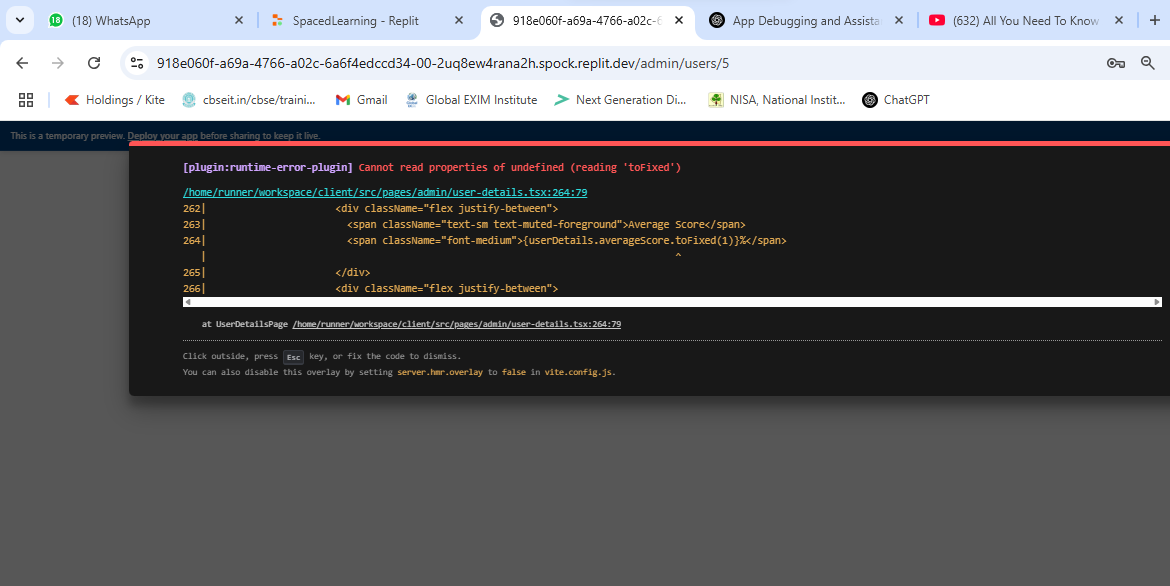 18 (18) WhatsApp
SpacedLearning - Replit
918e060f-a69a-4766-a02c-6
App Debugging and Assista
(632) All You Need To Know
918e060f-a69a-4766-a02c-6a6f4edccd34-00-2uq8ew4rana2h.spock.replit.dev/admin/users/5
Holdings / Kite
cbseit.in/cbse/traini...
Gmail
Global EXIM Institute
Next Generation Di...
NISA, National Instit...
ChatGPT
This is a temporary preview. Deploy your app before sharing to keep it live.
[plugin:runtime-error-plugin] Cannot read properties of undefined (reading 'toFixed')
/home/runner/workspace/client/src/pages/admin/user-details.tsx:264:79
262| <div className="flex justify-between">
263| <span className="text-sm text-muted-foreground">Average Score</span>
264| <span className="font-medium">{userDetails.averageScore.toFixed(1)}%</span>
| ^
265| </div>
266| <div className="flex justify-between">
at UserDetailsPage /home/runner/workspace/client/src/pages/admin/user-details.tsx:264:79
Click outside, press Esc key, or fix the code to dismiss.
You can also disable this overlay by setting server.hmr.overlay to false in vite.config.js.